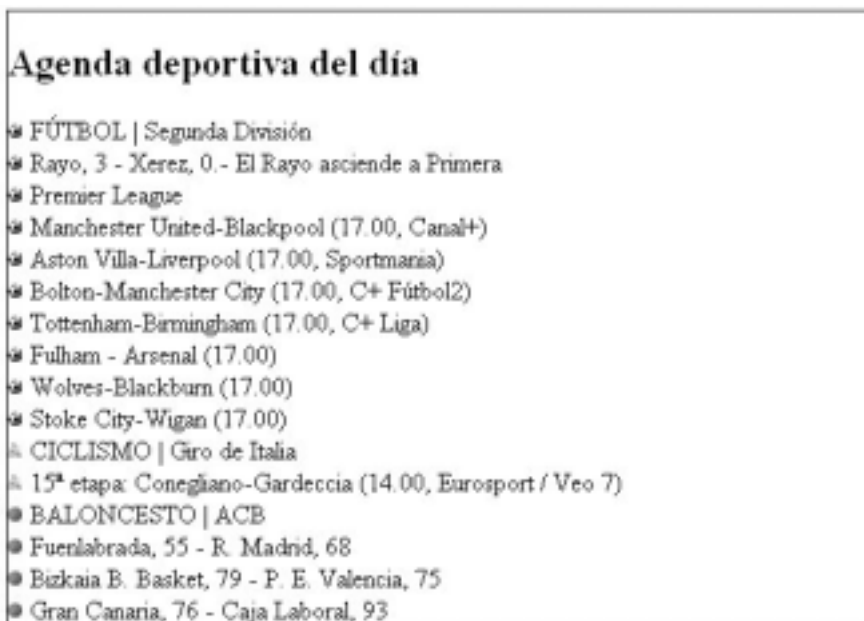 Agenda deportiva del día
FÚTBOL | Segunda División
Rayo, 3 - Xerez, 0.- El Rayo asciende a Primera
Premier League
Manchester United-Blackpool (17.00, Canal+)
Aston Villa-Liverpool (17.00, Sportmania)
Bolton-Manchester City (17.00, C+ Fútbol2)
Tottenham-Birmingham (17.00, C+ Liga)
Fulham - Arsenal (17.00)
Wolves-Blackburn (17.00)
Stoke City-Wigan (17.00)
CICLISMO | Giro de Italia
15ª etapa: Conegliano-Gardeccia (14.00, Eurosport / Veo 7)
BALONCESTO | ACB
Fuenlabrada, 55 - R. Madrid, 68
Bizkaia B. Basket, 79 - P. E. Valencia, 75
Gran Canaria, 76 - Caja Laboral, 93